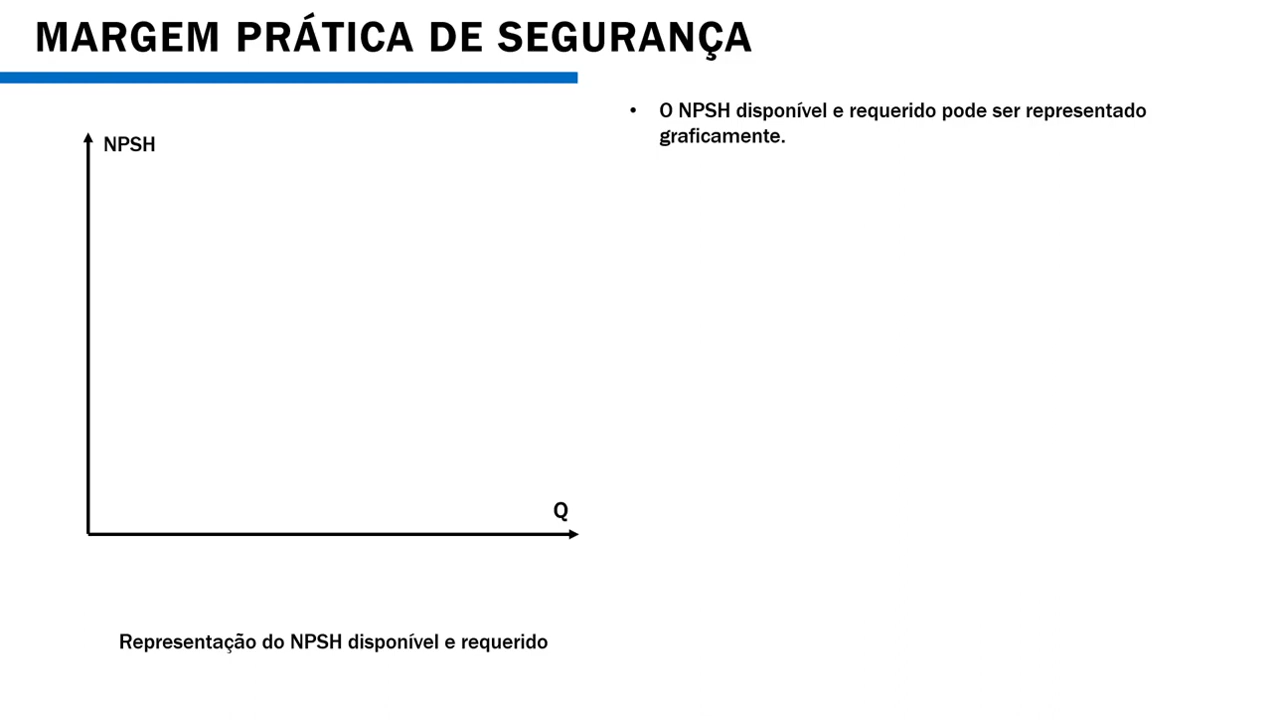 MARGEM PRÁTICA DE SEGURANÇA
• O NPSH disponível e requerido pode ser representado
graficamente.
NPSH
Q
Representação do NPSH disponível e requerido